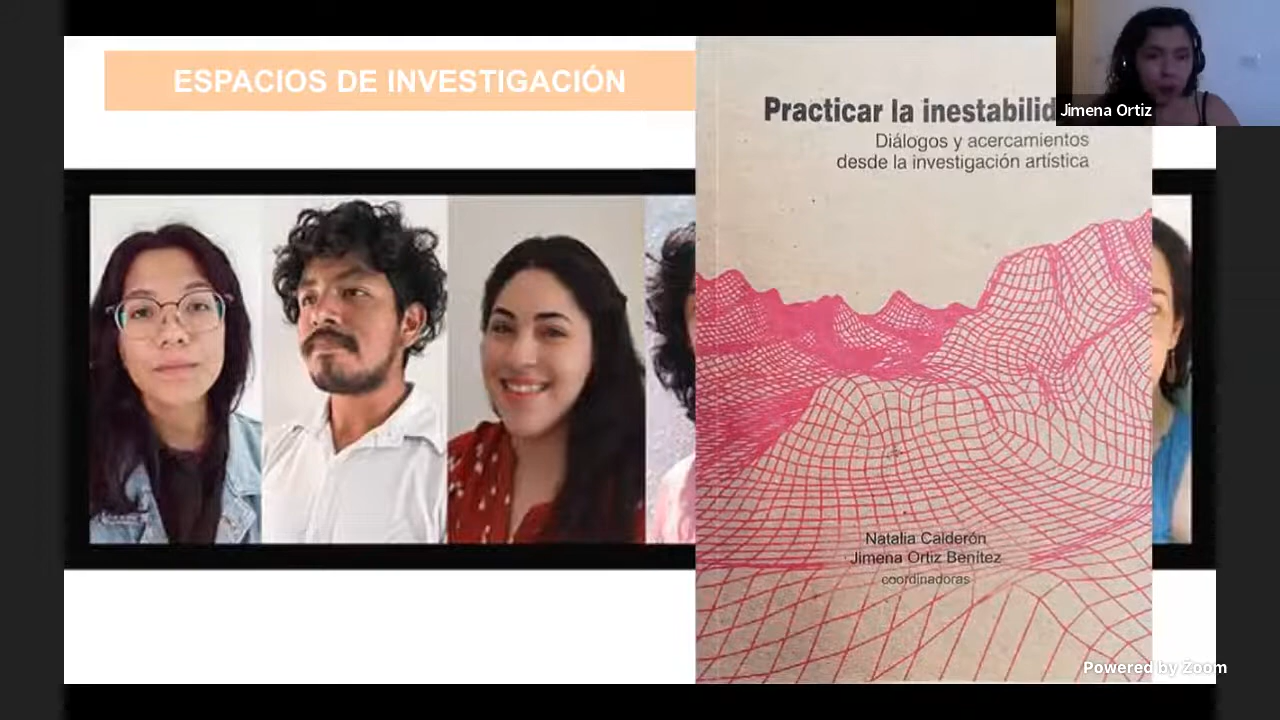 ESPACIOS DE INVESTIGACIÓN
Practicar la
Jimena Ortiz
Diálogos y acercamientos
desde la investigación artística
Natalia Calderón
Jimena Ortiz Benítez
coordinadoras
Powered by Zoom